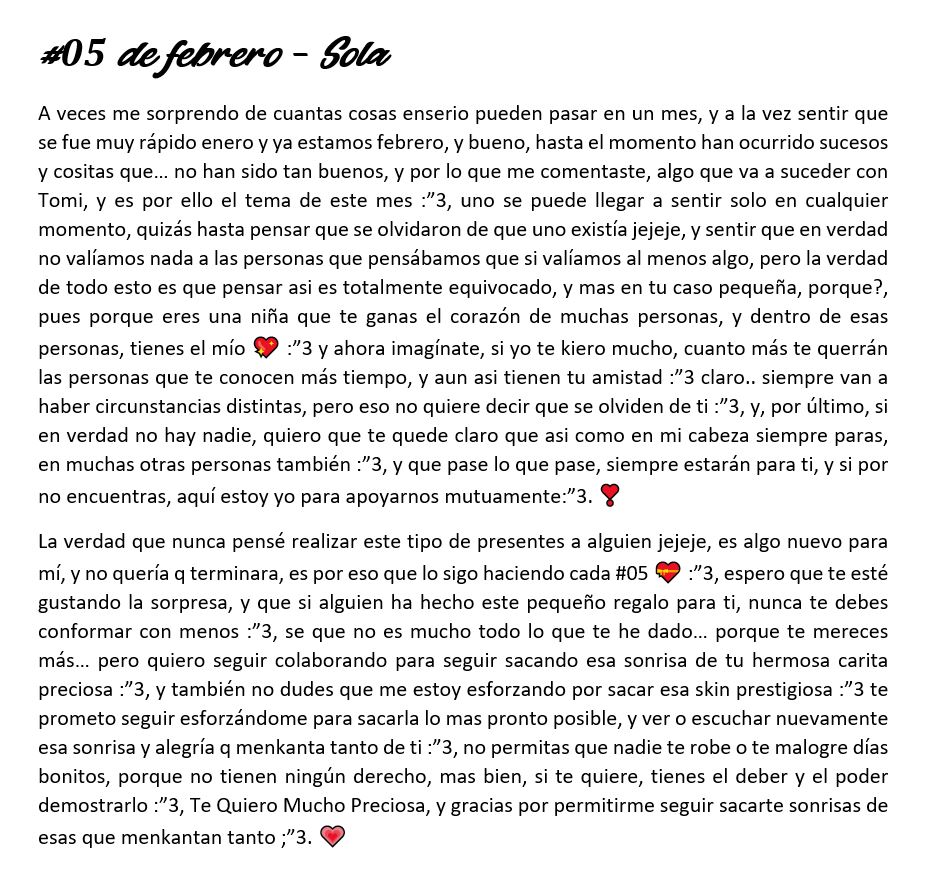 #05 de febrero - Sola
A veces me sorprendo de cuantas cosas enserio pueden pasar en un mes, y a la vez sentir que
se fue muy rápido enero y ya estamos febrero, y bueno, hasta el momento han ocurrido sucesos
y cositas que... no han sido tan buenos, y por lo que me comentaste, algo que va a suceder con
Tomi, y es por ello el tema de este mes :”3, uno se puede llegar a sentir solo en cualquier
momento, quizás hasta pensar que se olvidaron de que uno existía jejeje, y sentir que en verdad
no valíamos nada a las personas que pensábamos que si valíamos al menos algo, pero la verdad
de todo esto es que pensar asi es totalmente equivocado, y mas en tu caso pequeña, porque?,
pues porque eres una niña que te ganas el corazón de muchas personas, y dentro de esas
personas, tienes el mío 💖 :”3 y ahora imagínate, si yo te kiero mucho, cuanto más te querrán
las personas que te conocen más tiempo, y aun asi tienen tu amistad :”3 claro.. siempre van a
haber circunstancias distintas, pero eso no quiere decir que se olviden de ti :”3, y, por último, si
en verdad no hay nadie, quiero que te quede claro que asi como en mi cabeza siempre paras,
en muchas otras personas también :”3, y que pase lo que pase, siempre estarán para ti, y si por
no encuentras, aquí estoy yo para apoyarnos mutuamente:”3. ❣
La verdad que nunca pensé realizar este tipo de presentes a alguien jejeje, es algo nuevo para
mí, y no quería q terminara, es por eso que lo sigo haciendo cada #05 💝 :”3, espero que te esté
gustando la sorpresa, y que si alguien ha hecho este pequeño regalo para ti, nunca te debes
conformar con menos :”3, se que no es mucho todo lo que te he dado... porque te mereces
más... pero quiero seguir colaborando para seguir sacando esa sonrisa de tu hermosa carita
preciosa :”3, y también no dudes que me estoy esforzando por sacar esa skin prestigiosa :”3 te
prometo seguir esforzándome para sacarla lo mas pronto posible, y ver o escuchar nuevamente
esa sonrisa y alegría q menkanta tanto de ti :”3, no permitas que nadie te robe o te malogre días
bonitos, porque no tienen ningún derecho, mas bien, si te quiere, tienes el deber y el poder
demostrarlo :”3, Te Quiero Mucho Preciosa, y gracias por permitirme seguir sacarte sonrisas de
esas que menkantan tanto ;”3. 💗